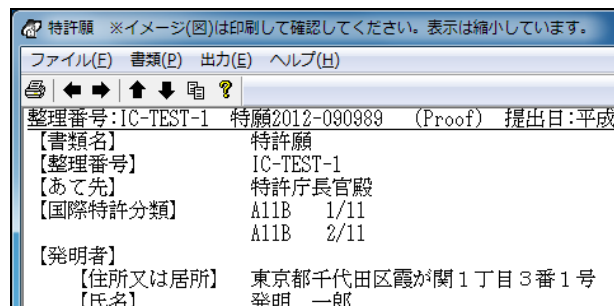 特許願 ※イメージ(図)は印刷して確認してください。表示は縮小しています。
ファイル(F) 書類(P) 出力(E) ヘルプ(H)
整理番号:IC-TEST-1 特願2012-090989 (Proof) 提出日:平成
【書類名】 特許願
【整理番号】 IC-TEST-1
【あて先】 特許庁長官殿
【国際特許分類】 A11B 1/11
A11B 2/11
【発明者】
【住所又は居所】 東京都千代田区霞が関1丁目3番1号
【氏名】 発明 一郎